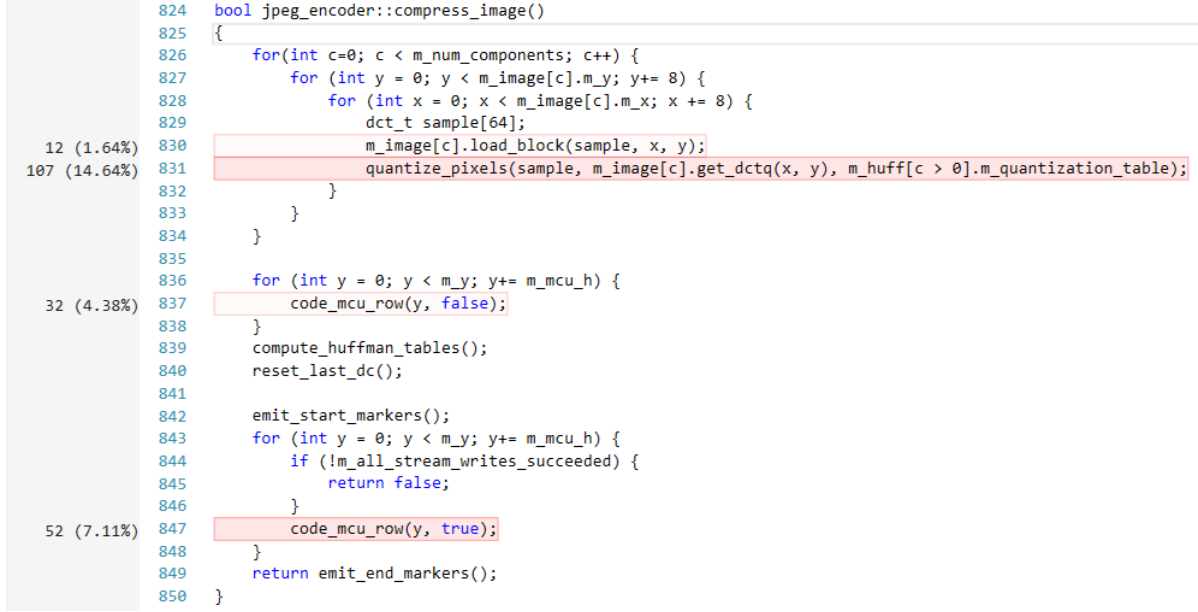 824 bool jpeg_encoder::compress_image()
825 {
826     for(int c=0; c < m_num_components; c++) {
827         for (int y = 0; y < m_image[c].m_y; y+= 8) {
828             for (int x = 0; x < m_image[c].m_x; x += 8) {
829                 dct_t sample[64];
12 (1.64%) 830                 m_image[c].load_block(sample, x, y);
107 (14.64%) 831                 quantize_pixels(sample, m_image[c].get_dctq(x, y), m_huff[c > 0].m_quantization_table);
832             }
833         }
834     }
835
836     for (int y = 0; y < m_y; y+= m_mcu_h) {
32 (4.38%) 837         code_mcu_row(y, false);
838     }
839     compute_huffman_tables();
840     reset_last_dc();
841
842     emit_start_markers();
843     for (int y = 0; y < m_y; y+= m_mcu_h) {
844         if (!m_all_stream_writes_succeeded) {
845             return false;
846         }
52 (7.11%) 847         code_mcu_row(y, true);
848     }
849     return emit_end_markers();
850 }